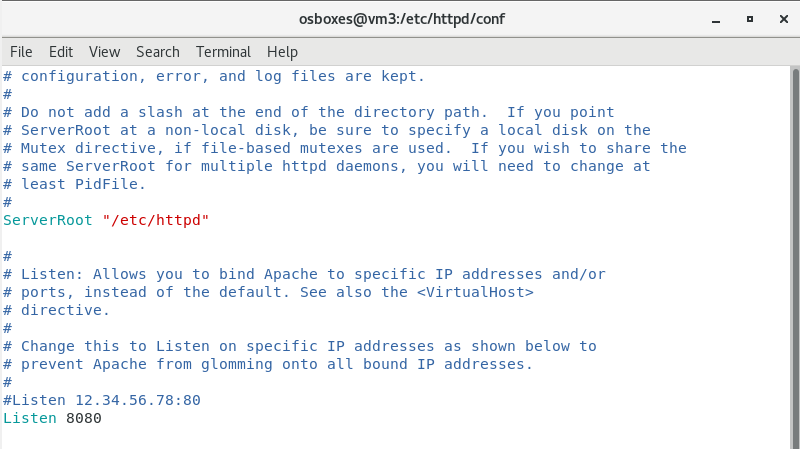 osboxes@vm3:/etc/httpd/conf
File Edit View Search Terminal Help
# configuration, error, and log files are kept.
#
# Do not add a slash at the end of the directory path.  If you point
# ServerRoot at a non-local disk, be sure to specify a local disk on the
# Mutex directive, if file-based mutexes are used.  If you wish to share the
# same ServerRoot for multiple httpd daemons, you will need to change at
# least PidFile.
#
ServerRoot "/etc/httpd"

#
# Listen: Allows you to bind Apache to specific IP addresses and/or
# ports, instead of the default. See also the <VirtualHost>
# directive.
#
# Change this to Listen on specific IP addresses as shown below to
# prevent Apache from glomming onto all bound IP addresses.
#
#Listen 12.34.56.78:80
Listen 8080